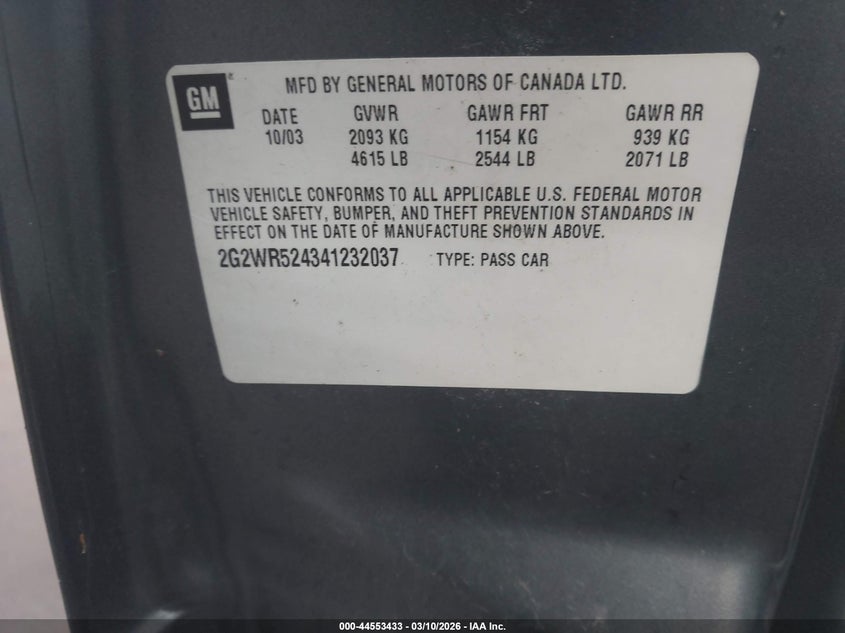 GM
MFD BY GENERAL MOTORS OF CANADA LTD.
DATE GVWR GAWR FRT GAWR RR
10/03 2093 KG 1154 KG 939 KG
4615 LB 2544 LB 2071 LB
THIS VEHICLE CONFORMS TO ALL APPLICABLE U.S. FEDERAL MOTOR
VEHICLE SAFETY, BUMPER, AND THEFT PREVENTION STANDARDS IN
EFFECT ON THE DATE OF MANUFACTURE SHOWN ABOVE.
2G2WR524341232037 TYPE: PASS CAR
000-44553433 - 03/10/2026 - IAA Inc.